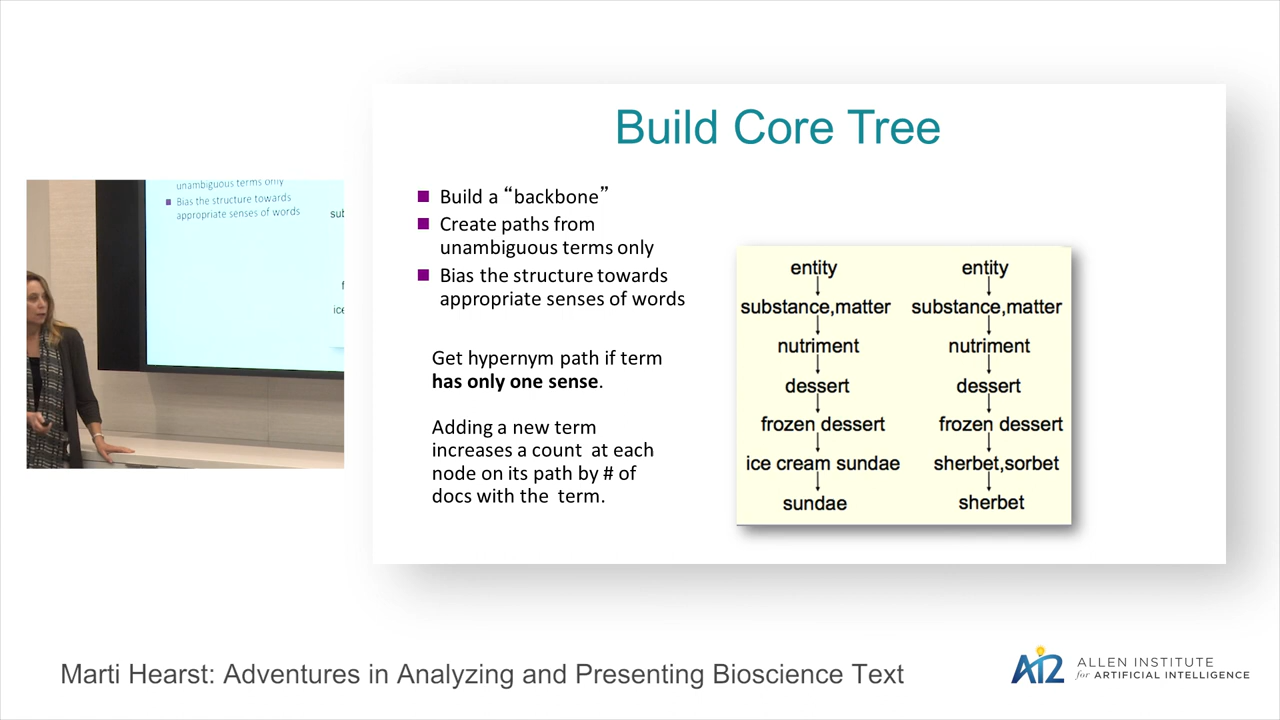 Build Core Tree
Build a “backbone”
Create paths from
unambiguous terms only
Bias the structure towards
appropriate senses of words
Get hypernym path if term
has only one sense.
Adding a new term
increases a count at each
node on its path by # of
docs with the term.
entity
substance,matter
nutriment
dessert
frozen dessert
ice cream sundae
sundae
entity
substance,matter
nutriment
dessert
frozen dessert
sherbet,sorbet
sherbet
unambiguous terms only
Bias the structure towards
appropriate senses of words
Marti Hearst: Adventures in Analyzing and Presenting Bioscience Text
AI2
ALLEN INSTITUTE
for ARTIFICIAL INTELLIGENCE